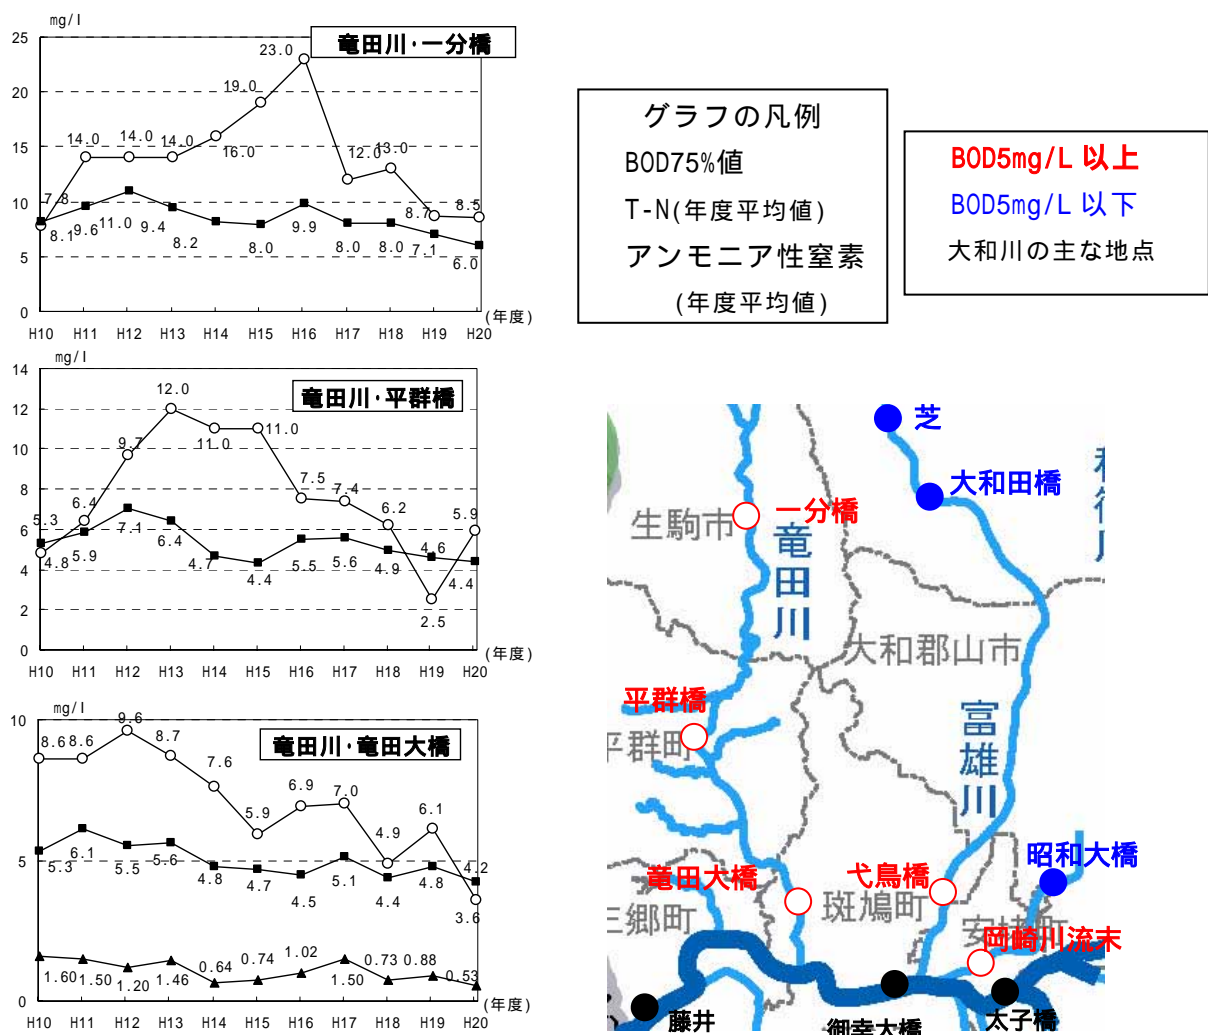 mg/l
竜田川・一分橋
25
20
15
10
5
0
7.8
14.0
14.0
14.0
16.0
19.0
23.0
12.0
13.0
8.7
8.5
8.1
9.6
11.0
9.4
8.2
8.0
9.9
8.0
8.0
7.1
6.0
H10 H11 H12 H13 H14 H15 H16 H17 H18 H19 H20
(年度)
mg/l
竜田川・平群橋
14
12
10
8
6
4
2
0
5.3
6.4
9.7
12.0
11.0
11.0
7.5
7.4
6.2
4.6
5.9
4.8
5.9
7.1
6.4
4.7
4.4
5.5
5.6
4.9
2.5
4.4
H10 H11 H12 H13 H14 H15 H16 H17 H18 H19 H20
(年度)
mg/l
竜田川・竜田大橋
10
5
0
8.6
8.6
9.6
8.7
7.6
5.9
6.9
7.0
4.9
6.1
4.2
5.3
6.1
5.5
5.6
4.8
4.7
4.5
5.1
4.4
4.8
3.6
1.60
1.50
1.20
1.46
0.64
0.74
1.02
1.50
0.73
0.88
0.53
H10 H11 H12 H13 H14 H15 H16 H17 H18 H19 H20
(年度)
グラフの凡例
BOD75%値
T-N(年度平均値)
アンモニア性窒素
(年度平均値)
BOD5mg/L 以上
BOD5mg/L 以下
大和川の主な地点
芝
大和田橋
一分橋
生駒市
竜田川
大和郡山市
平群橋
平群町
富雄川
昭和大橋
竜田大橋
弋鳥橋
斑鳩町
三郷町
安堵町
岡崎川流末
藤井
御幸大橋
太子橋